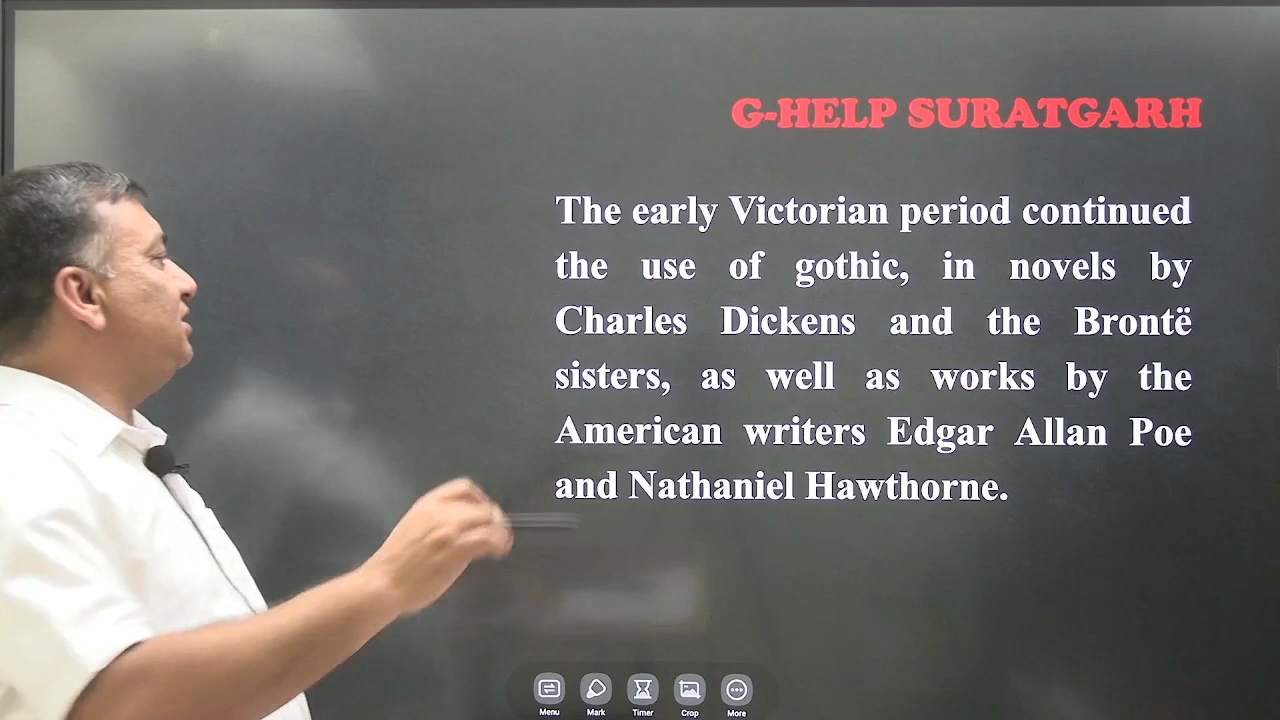 G-HELP SURATGARH
The early Victorian period continued
the use of gothic, in novels by
Charles Dickens and the Brontë
sisters, as well as works by the
American writers Edgar Allan Poe
and Nathaniel Hawthorne.
Menu Mark Timer Crop More